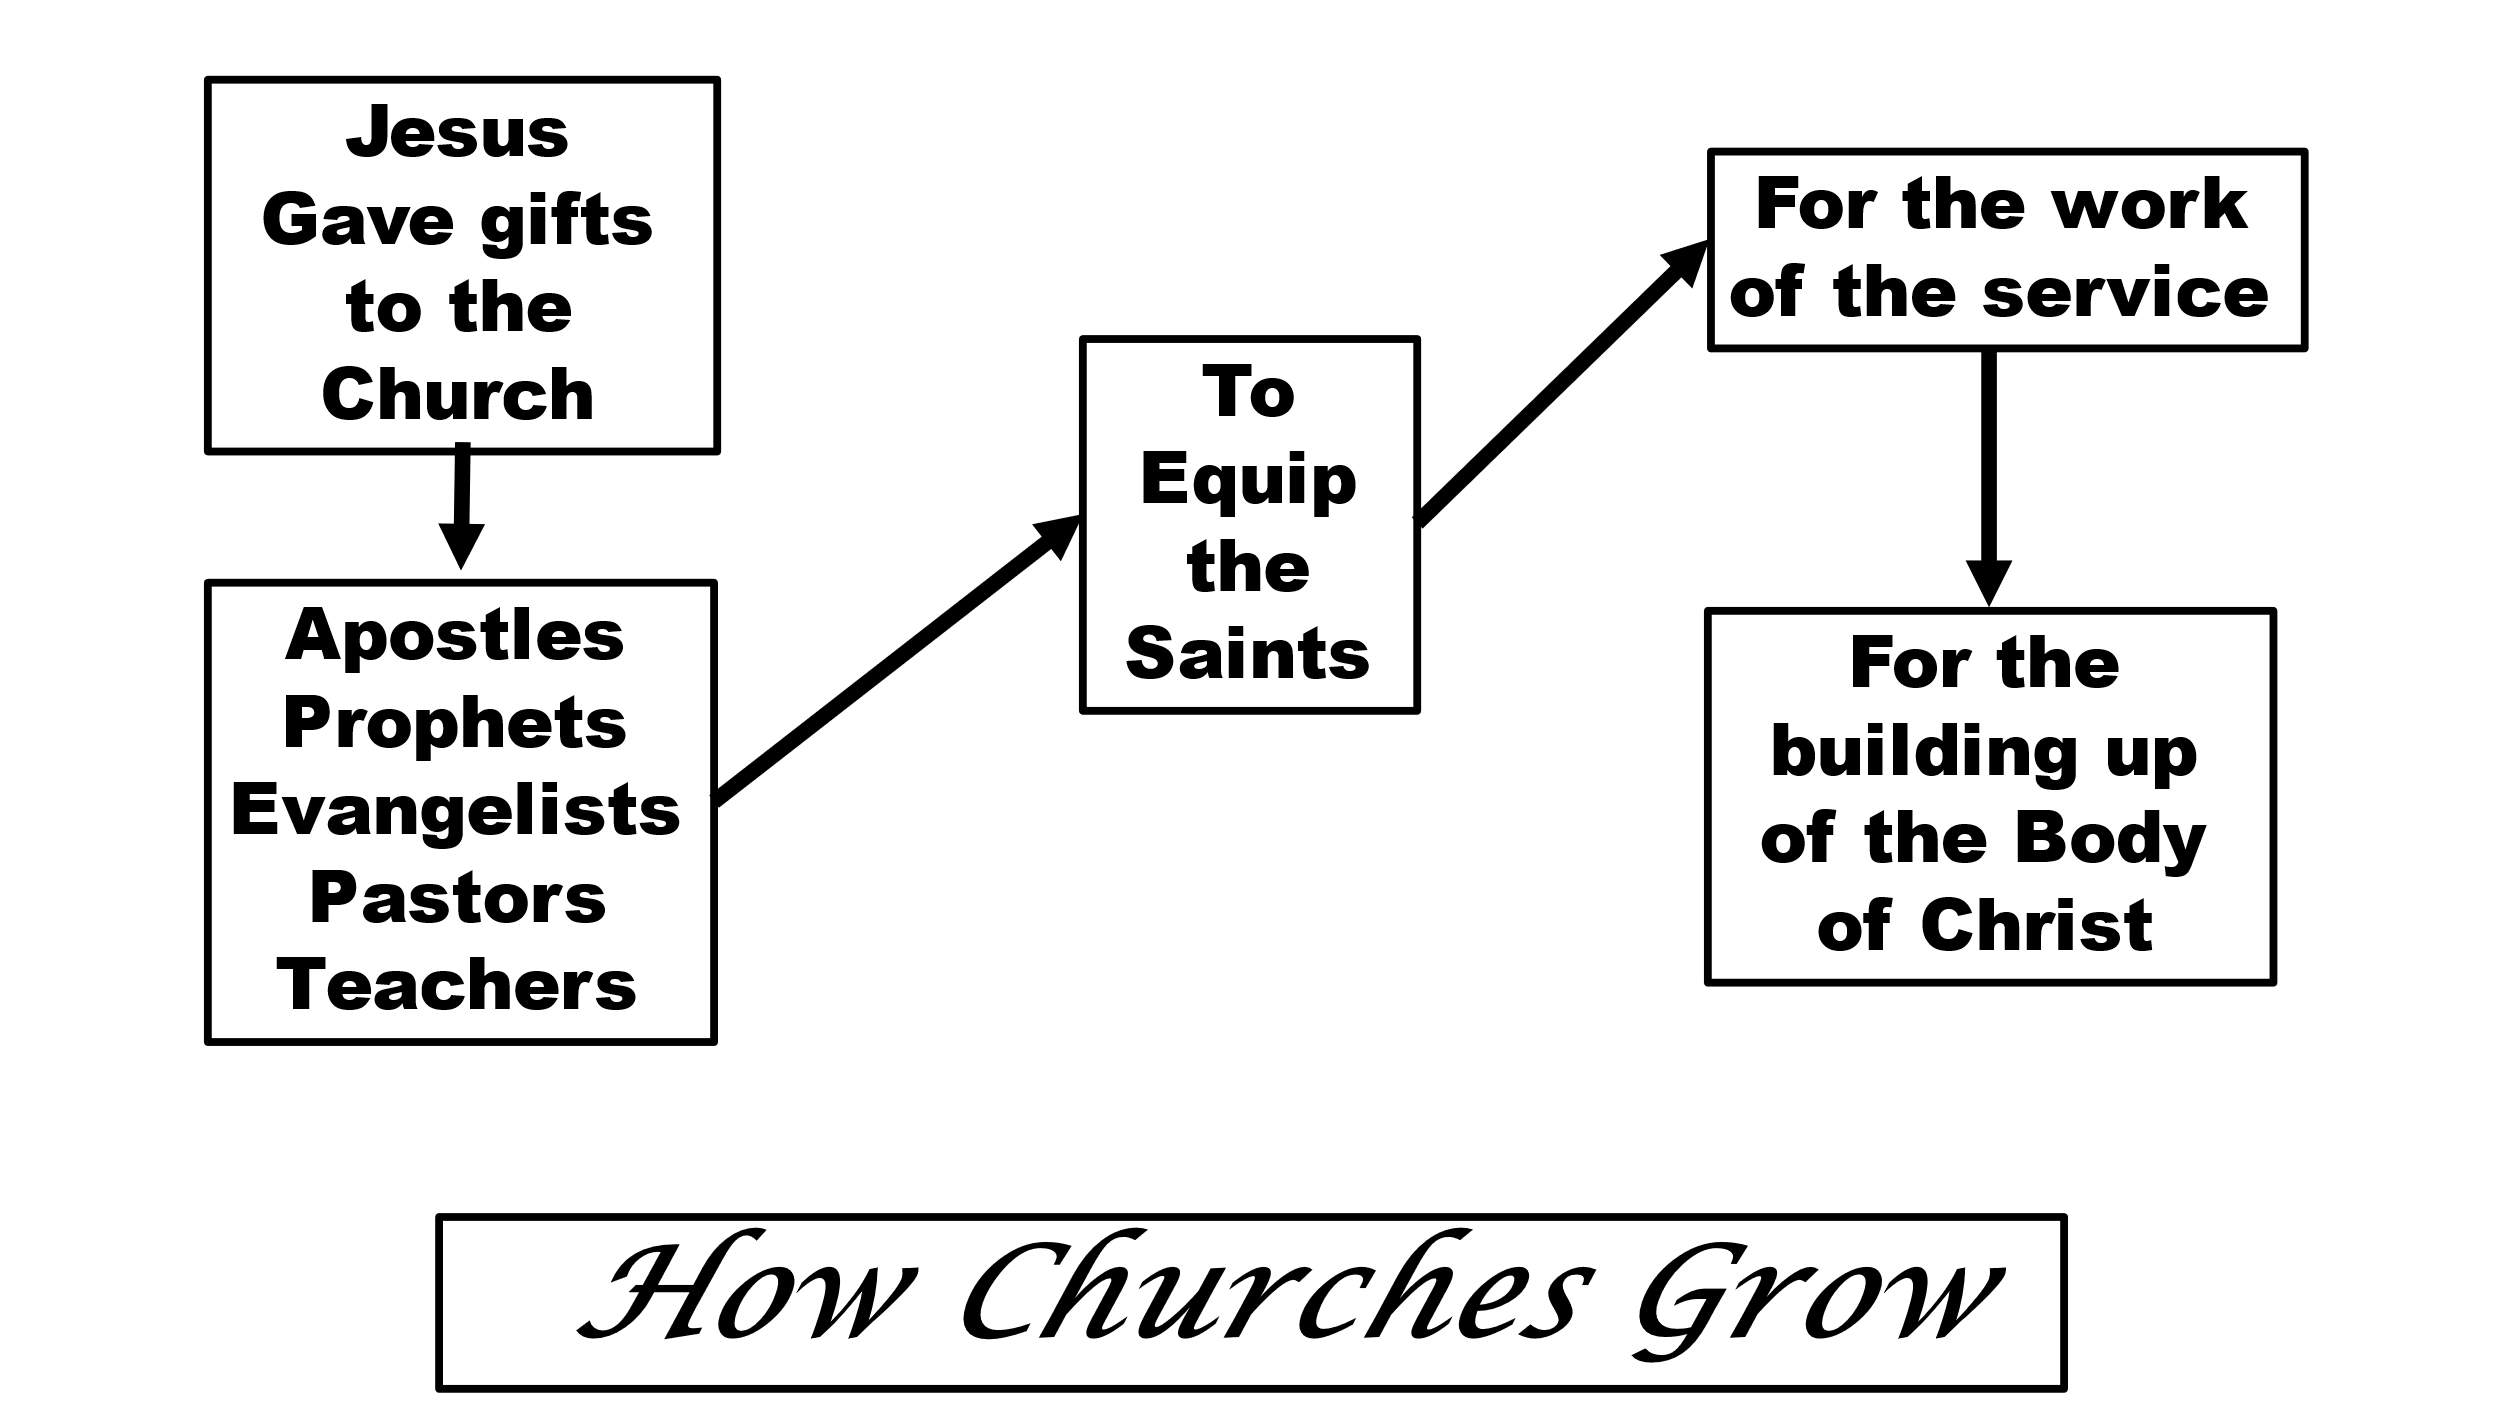 Jesus
Gave gifts
to the
Church
Apostles
Prophets
Evangelists
Pastors
Teachers
To
Equip
the
Saints
For the work
of the service
For the
building up
of the Body
of Christ
How Churches Grow